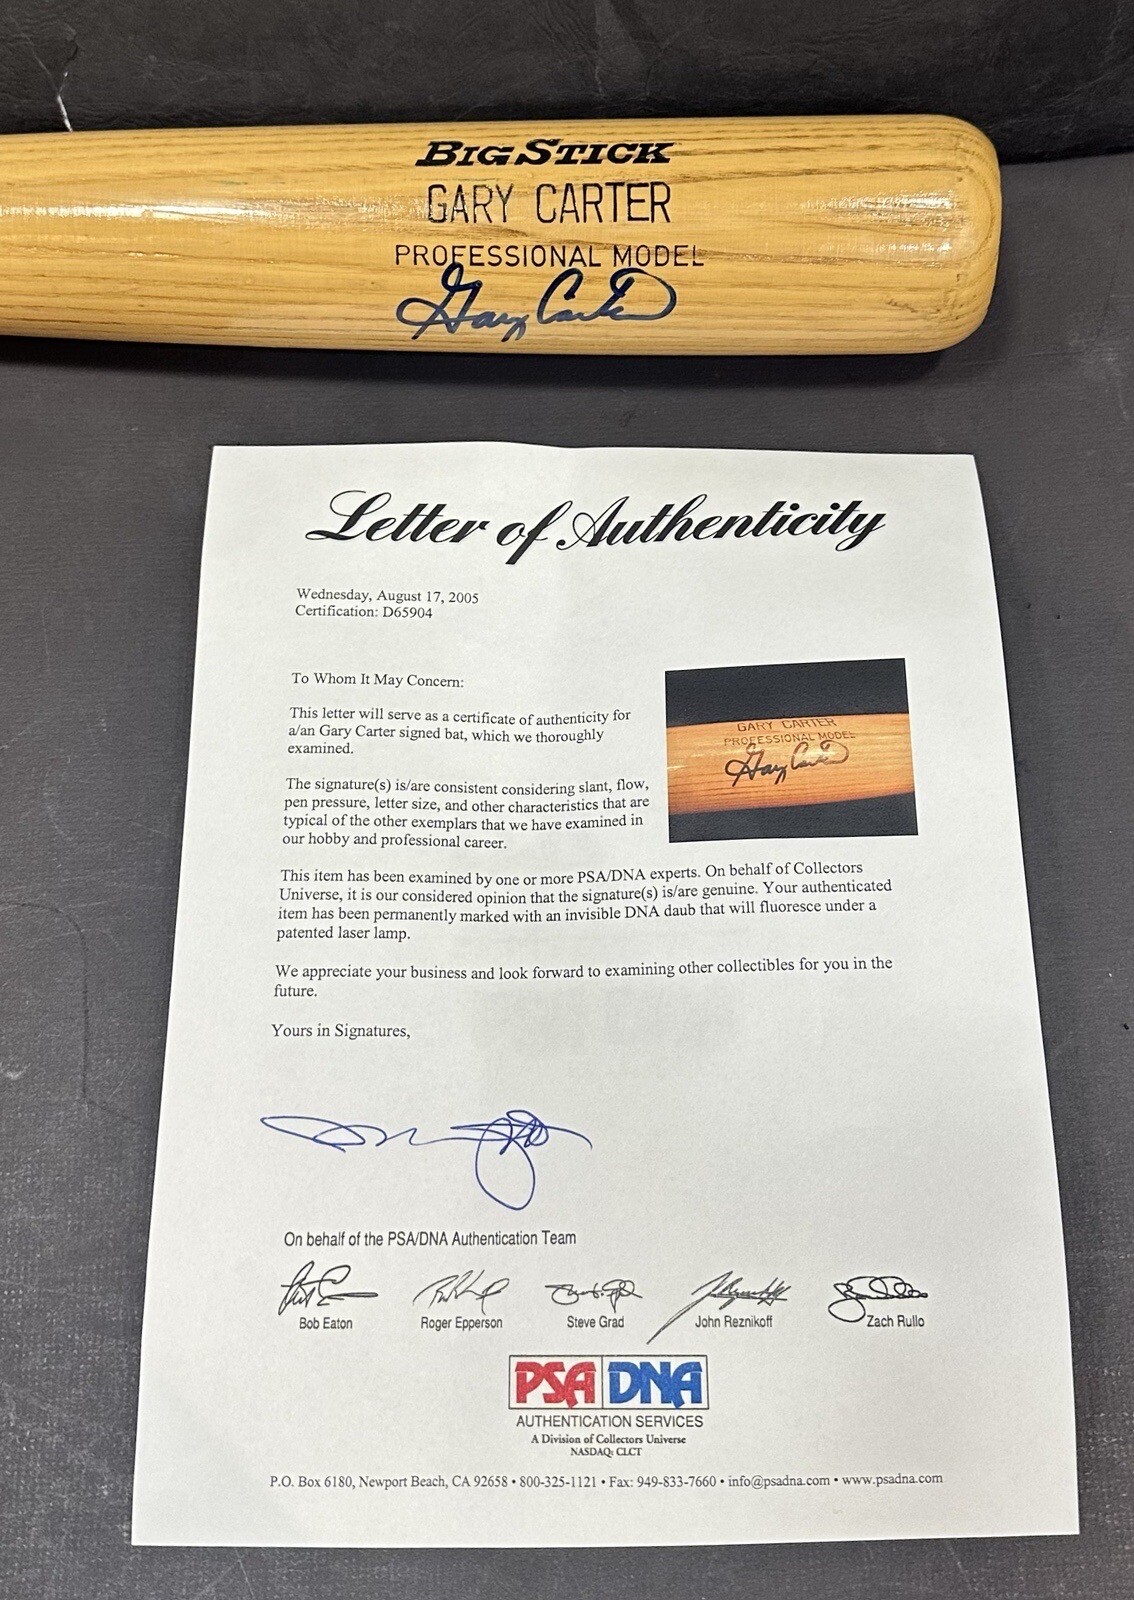 BIG STICK
GARY CARTER
PROFESSIONAL MODEL
Gary Carter
Letter of Authenticity
Wednesday, August 17, 2005
Certification: D65904
To Whom It May Concern:
This letter will serve as a certificate of authenticity for
a/an Gary Carter signed bat, which we thoroughly
examined.
GARY CARTER
PROFESSIONAL MODEL
Gary Carter
The signature(s) is/are consistent considering slant, flow,
pen pressure, letter size, and other characteristics that are
typical of the other exemplars that we have examined in
our hobby and professional career.
This item has been examined by one or more PSA/DNA experts. On behalf of Collectors
Universe, it is our considered opinion that the signature(s) is/are genuine. Your authenticated
item has been permanently marked with an invisible DNA daub that will fluoresce under a
patented laser lamp.
We appreciate your business and look forward to examining other collectibles for you in the
future.
Yours in Signatures,
On behalf of the PSA/DNA Authentication Team
Bob Eaton Roger Epperson Steve Grad John Reznikoff Zach Rullo
PSA DNA
AUTHENTICATION SERVICES
A Division of Collectors Universe
NASDAQ: CLCT
P.O. Box 6180, Newport Beach, CA 92658 • 800-325-1121 • Fax: 949-833-7660 • info@psadna.com • www.psadna.com